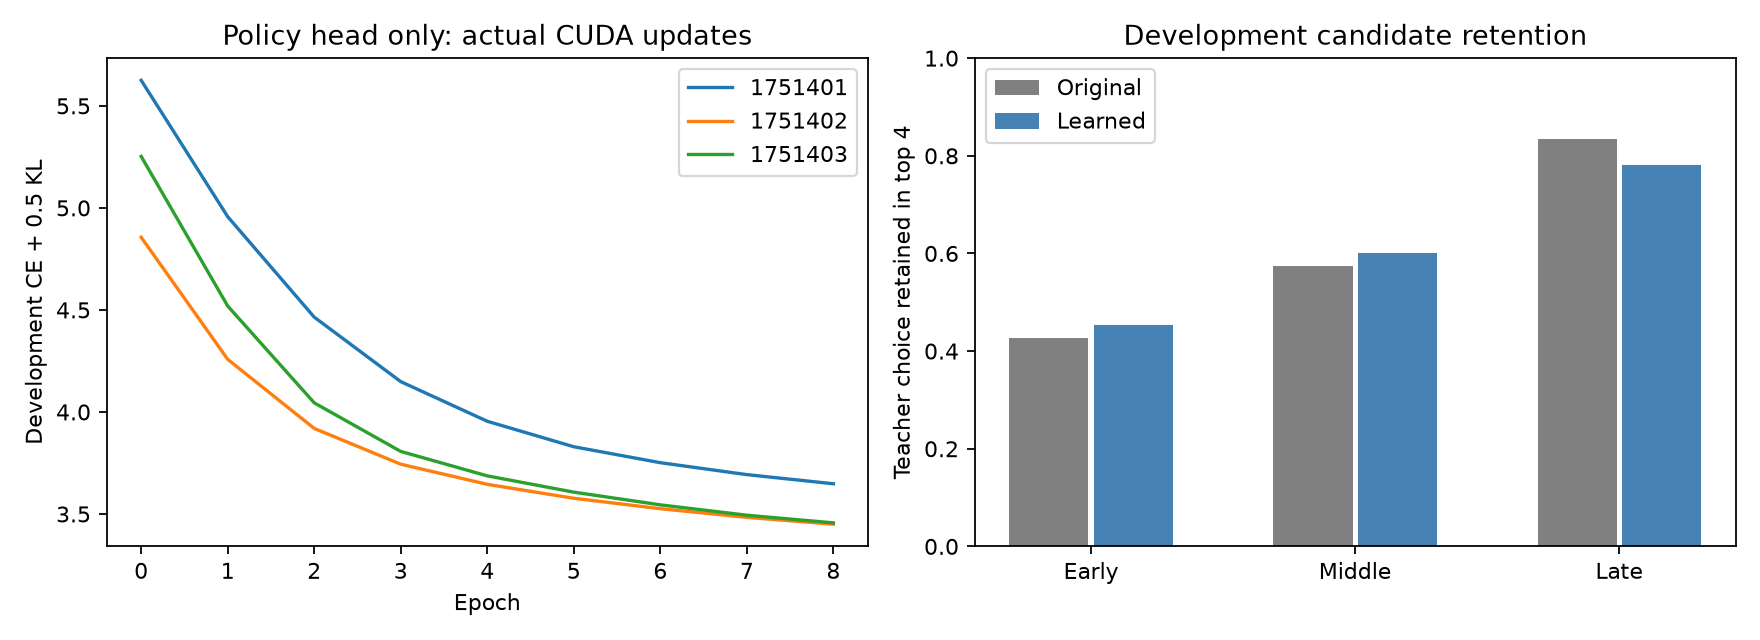 Policy head only: actual CUDA updates
Development CE + 0.5 KL
5.5
5.0
4.5
4.0
3.5
1751401
1751402
1751403
0 1 2 3 4 5 6 7 8
Epoch
Development candidate retention
Teacher choice retained in top 4
1.0
0.8
0.6
0.4
0.2
0.0
Original
Learned
Early Middle Late